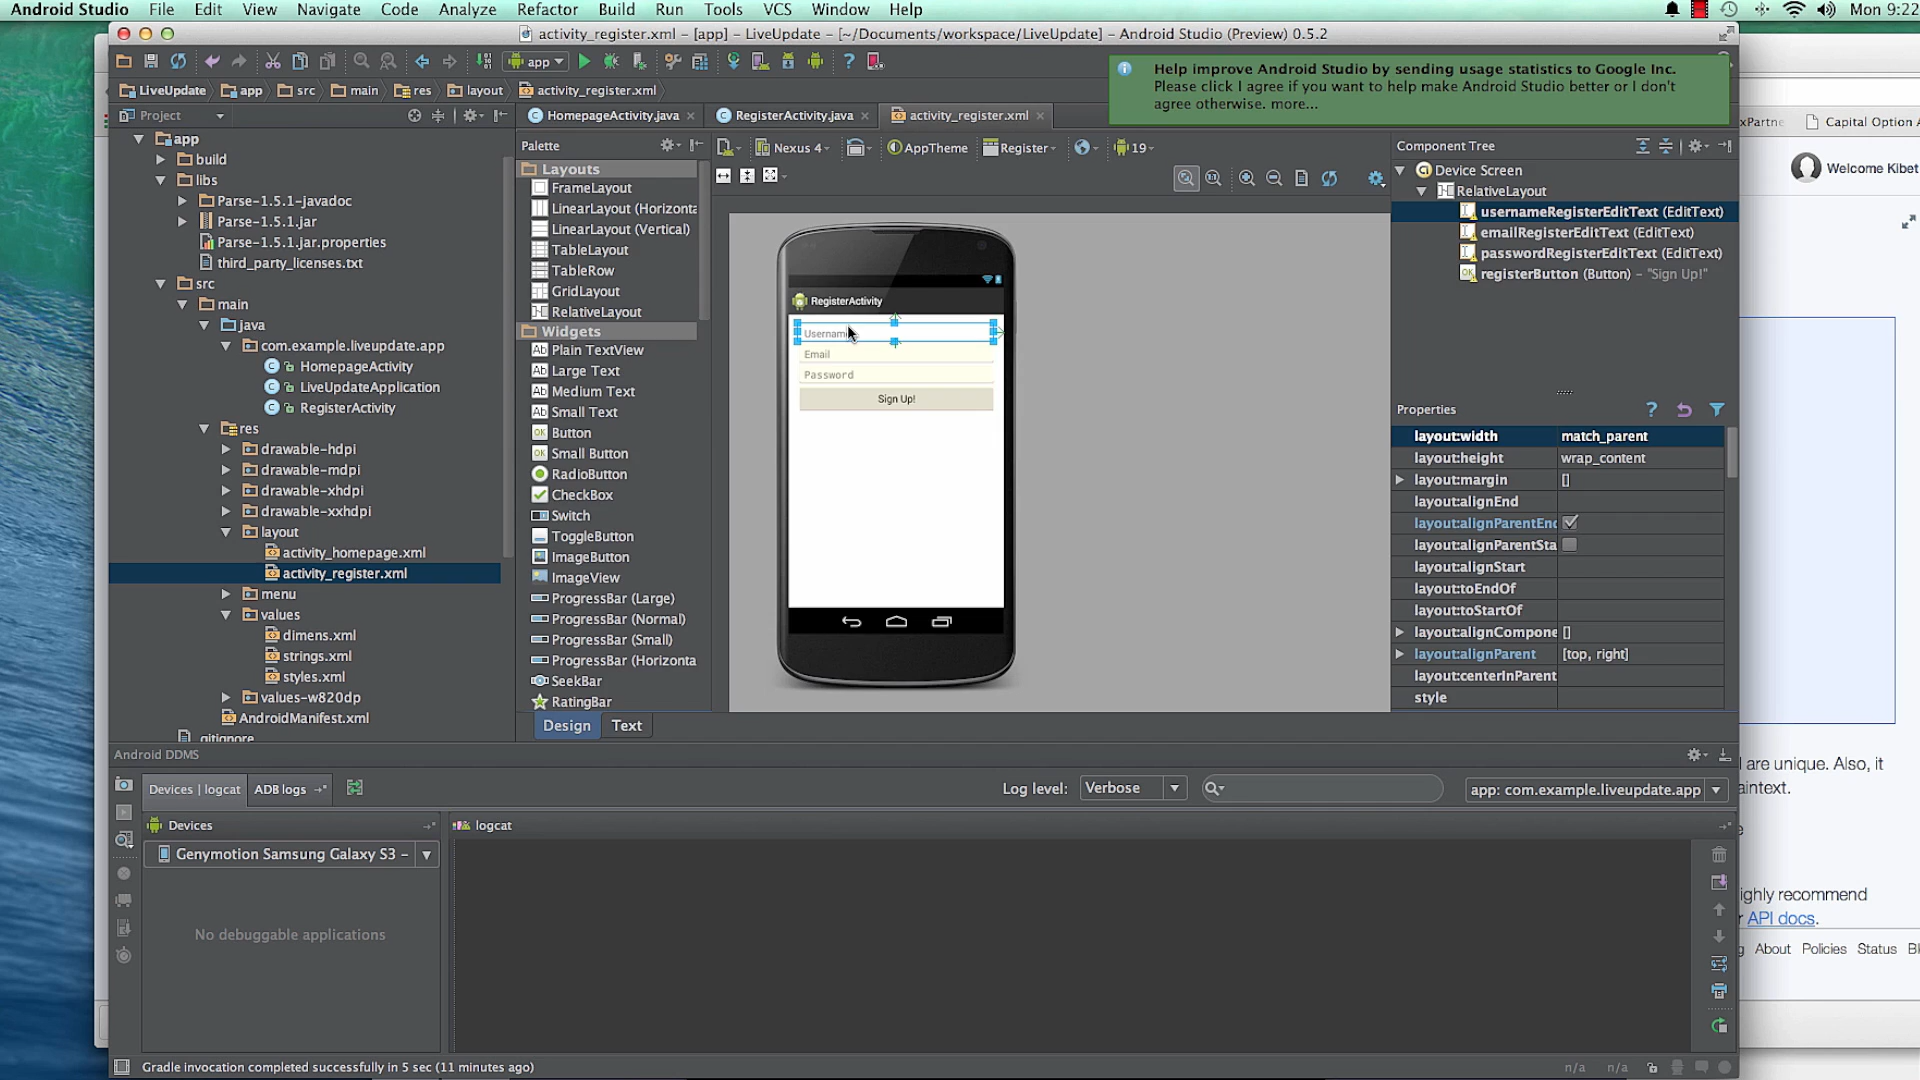 Android Studio File Edit View Navigate Code Analyze Refactor Build Run Tools VCS Window Help Mon 9:22
activity_register.xml – [app] – LiveUpdate – [~/Documents/workspace/LiveUpdate] – Android Studio (Preview) 0.5.2
app
Help improve Android Studio by sending usage statistics to Google Inc.
Please click I agree if you want to help make Android Studio better or I don't
agree otherwise. more...
LiveUpdate app src main res layout activity_register.xml
Project
HomepageActivity.java RegisterActivity.java activity_register.xml
Capital Option
Welcome Kibet
app
build
libs
Parse-1.5.1-javadoc
Parse-1.5.1.jar
Parse-1.5.1.jar.properties
third_party_licenses.txt
src
main
java
com.example.liveupdate.app
HomepageActivity
LiveUpdateApplication
RegisterActivity
res
drawable-hdpi
drawable-mdpi
drawable-xhdpi
drawable-xxhdpi
layout
activity_homepage.xml
activity_register.xml
menu
values
dimens.xml
strings.xml
styles.xml
values-w820dp
AndroidManifest.xml
.gitignore
Palette
Layouts
FrameLayout
LinearLayout (Horizonta
LinearLayout (Vertical)
TableLayout
TableRow
GridLayout
RelativeLayout
Widgets
Ab Plain TextView
Ab Large Text
Ab Medium Text
Ab Small Text
OK Button
OK Small Button
RadioButton
CheckBox
Switch
ToggleButton
ImageButton
ImageView
ProgressBar (Large)
ProgressBar (Normal)
ProgressBar (Small)
ProgressBar (Horizonta
SeekBar
RatingBar
Nexus 4 AppTheme Register 19
RegisterActivity
Username
Email
Password
Sign Up!
Design Text
Component Tree
Device Screen
RelativeLayout
usernameRegisterEditText (EditText)
emailRegisterEditText (EditText)
passwordRegisterEditText (EditText)
registerButton (Button) – "Sign Up!"
Properties
layout:width match_parent
layout:height wrap_content
layout:margin []
layout:alignEnd
layout:alignParentEnd
layout:alignParentSta
layout:alignStart
layout:toEndOf
layout:toStartOf
layout:alignCompone []
layout:alignParent [top, right]
layout:centerInParent
style
Android DDMS
Devices | logcat ADB logs
Log level: Verbose
app: com.example.liveupdate.app
Devices
logcat
Genymotion Samsung Galaxy S3 –
No debuggable applications
Gradle invocation completed successfully in 5 sec (11 minutes ago)
n/a n/a
are unique. Also, it
ighly recommend
API docs.
About Policies Status